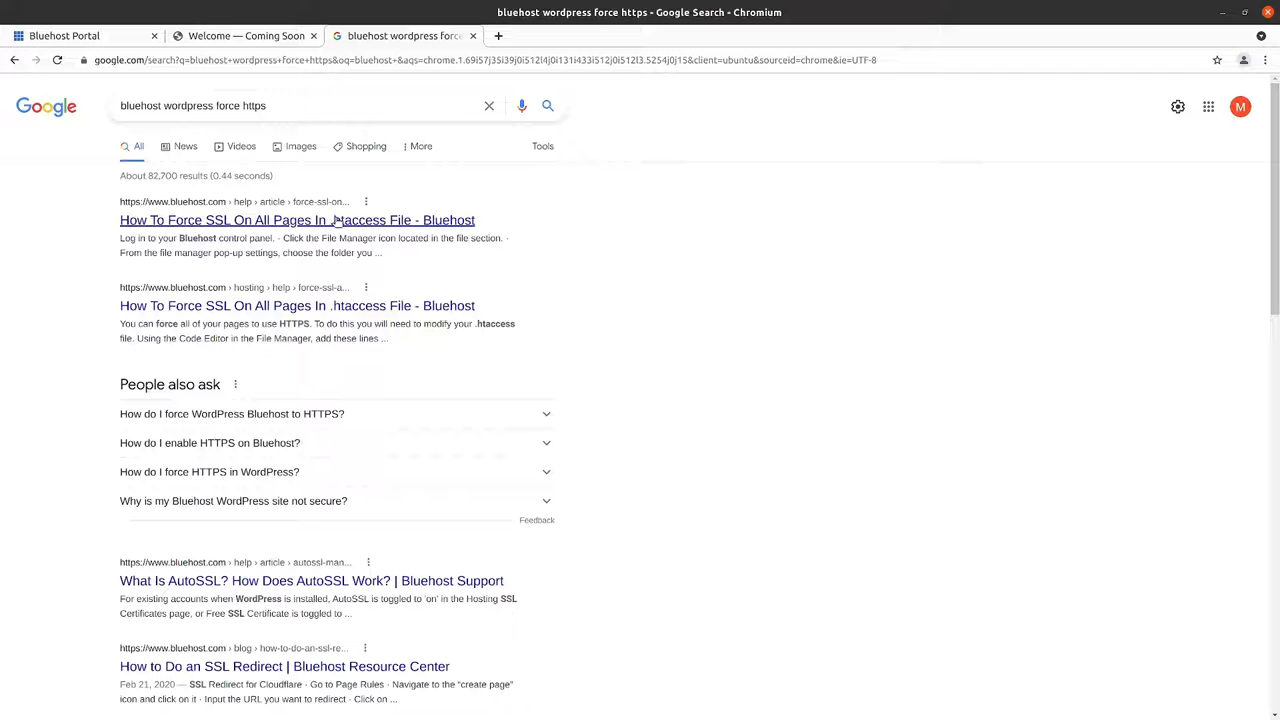 bluehost wordpress force https - Google Search - Chromium
Bluehost Portal
Welcome — Coming Soon
bluehost wordpress force
google.com/search?q=bluehost+wordpress+force+https&oq=bluehost+&aqs=chrome.1.69i57j35i39j0i512l4j0i131i433i512j0i512l3.5254j0j15&client=ubuntu&sourceid=chrome&ie=UTF-8
Google
bluehost wordpress force https
M
All
News
Videos
Images
Shopping
More
Tools
About 82,700 results (0.44 seconds)
https://www.bluehost.com › help › article › force-ssl-on...
How To Force SSL On All Pages In .htaccess File - Bluehost
Log in to your Bluehost control panel. · Click the File Manager icon located in the file section. ·
From the file manager pop-up settings, choose the folder you ...
https://www.bluehost.com › hosting › help › force-ssl-a...
How To Force SSL On All Pages In .htaccess File - Bluehost
You can force all of your pages to use HTTPS. To do this you will need to modify your .htaccess
file. Using the Code Editor in the File Manager, add these lines ...
People also ask
How do I force WordPress Bluehost to HTTPS?
How do I enable HTTPS on Bluehost?
How do I force HTTPS in WordPress?
Why is my Bluehost WordPress site not secure?
Feedback
https://www.bluehost.com › help › article › autossl-man...
What Is AutoSSL? How Does AutoSSL Work? | Bluehost Support
For existing accounts when WordPress is installed, AutoSSL is toggled to 'on' in the Hosting SSL
Certificates page, or Free SSL Certificate is toggled to ...
https://www.bluehost.com › blog › how-to-do-an-ssl-re...
How to Do an SSL Redirect | Bluehost Resource Center
Feb 21, 2020 — SSL Redirect for Cloudflare · Go to Page Rules · Navigate to the "create page"
icon and click on it · Input the URL you want to redirect · Click on ...